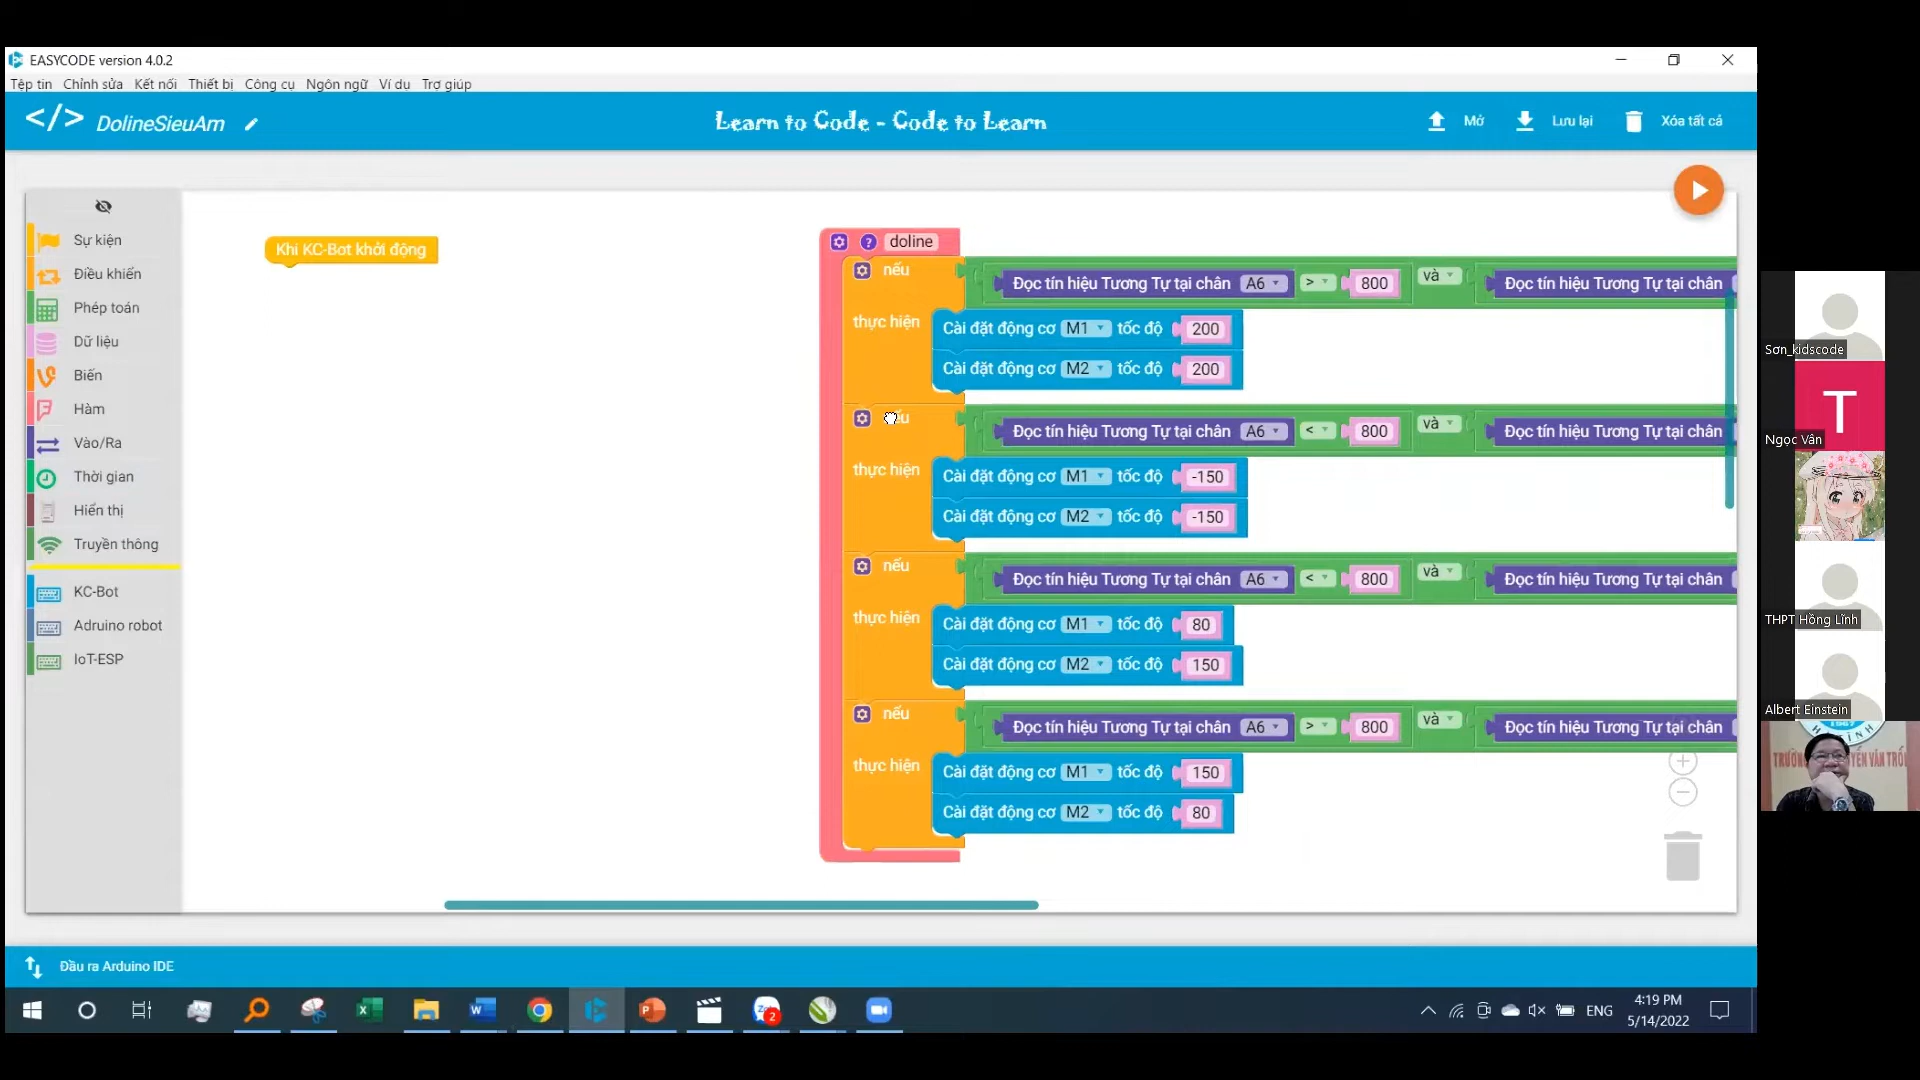 EASYCODE version 4.0.2
Tệp tin Chỉnh sửa Kết nối Thiết bị Công cụ Ngôn ngữ Ví dụ Trợ giúp
</> DolineSieuAm
Learn to Code - Code to Learn
Mở
Lưu lại
Xóa tất cả
Sự kiện
Điều khiển
Phép toán
Dữ liệu
Biến
Hàm
Vào/Ra
Thời gian
Hiển thị
Truyền thông
KC-Bot
Adruino robot
IoT-ESP
Khi KC-Bot khởi động
? doline
nếu Đọc tín hiệu Tương Tự tại chân A6 > 800 và Đọc tín hiệu Tương Tự tại chân
thực hiện Cài đặt động cơ M1 tốc độ 200
Cài đặt động cơ M2 tốc độ 200
Đọc tín hiệu Tương Tự tại chân A6 < 800 và Đọc tín hiệu Tương Tự tại chân
thực hiện Cài đặt động cơ M1 tốc độ -150
Cài đặt động cơ M2 tốc độ -150
nếu Đọc tín hiệu Tương Tự tại chân A6 < 800 và Đọc tín hiệu Tương Tự tại chân
thực hiện Cài đặt động cơ M1 tốc độ 80
Cài đặt động cơ M2 tốc độ 150
nếu Đọc tín hiệu Tương Tự tại chân A6 > 800 và Đọc tín hiệu Tương Tự tại chân
thực hiện Cài đặt động cơ M1 tốc độ 150
Cài đặt động cơ M2 tốc độ 80
Đầu ra Arduino IDE
ENG
4:19 PM
5/14/2022
2
Sơn_kidscode
T
Ngọc Vân
THPT Hồng Lĩnh
Albert Einstein